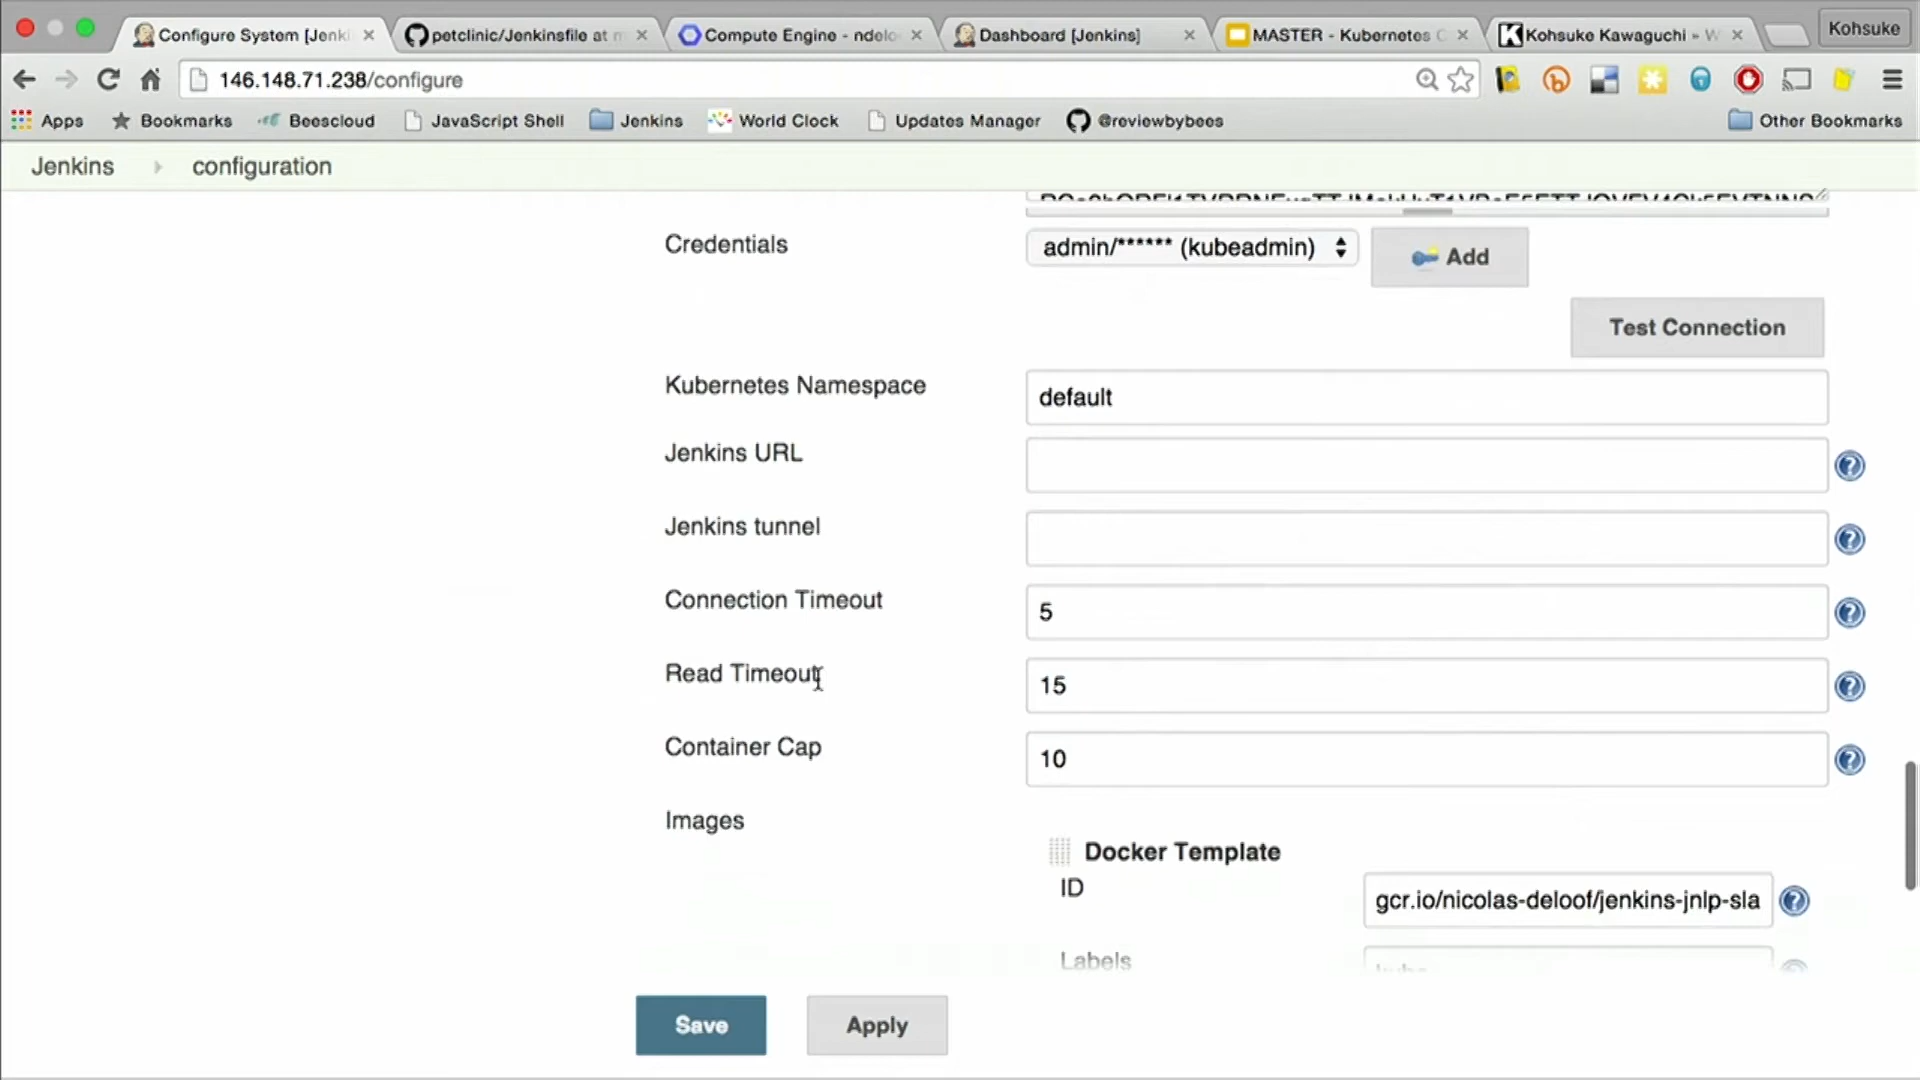 Configure System [Jenki
petclinic/Jenkinsfile at m
Compute Engine - ndelo
Dashboard [Jenkins]
MASTER - Kubernetes C
Kohsuke Kawaguchi » W
Kohsuke
146.148.71.238/configure
Apps
Bookmarks
Beescloud
JavaScript Shell
Jenkins
World Clock
Updates Manager
@reviewbybees
Other Bookmarks
Jenkins
configuration
Credentials
admin/****** (kubeadmin)
Add
Test Connection
Kubernetes Namespace
default
Jenkins URL
Jenkins tunnel
Connection Timeout
5
Read Timeout
15
Container Cap
10
Images
Docker Template
ID
gcr.io/nicolas-deloof/jenkins-jnlp-sla
Labels
Save
Apply